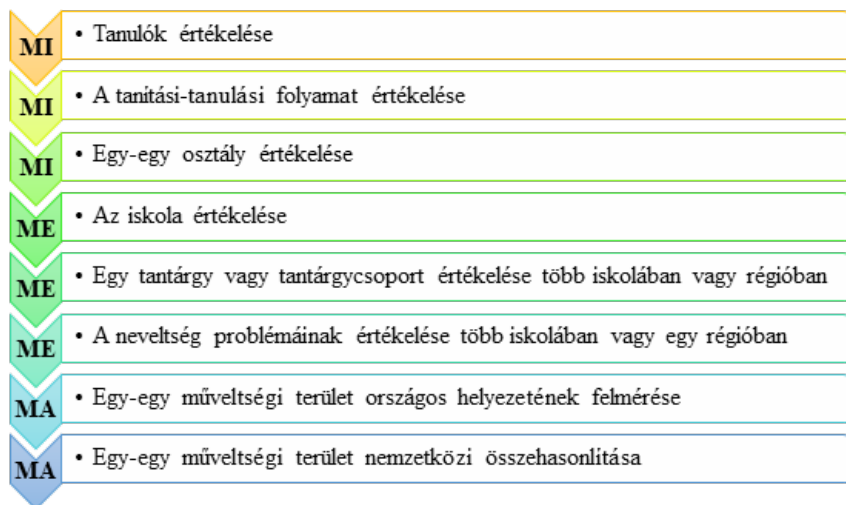 MI • Tanulók értékelése
MI • A tanítási-tanulási folyamat értékelése
MI • Egy-egy osztály értékelése
ME • Az iskola értékelése
ME • Egy tantárgy vagy tantárgycsoport értékelése több iskolában vagy régióban
ME • A neveltség problémáinak értékelése több iskolában vagy egy régióban
MA • Egy-egy műveltségi terület országos helyezetének felmérése
MA • Egy-egy műveltségi terület nemzetközi összehasonlítása